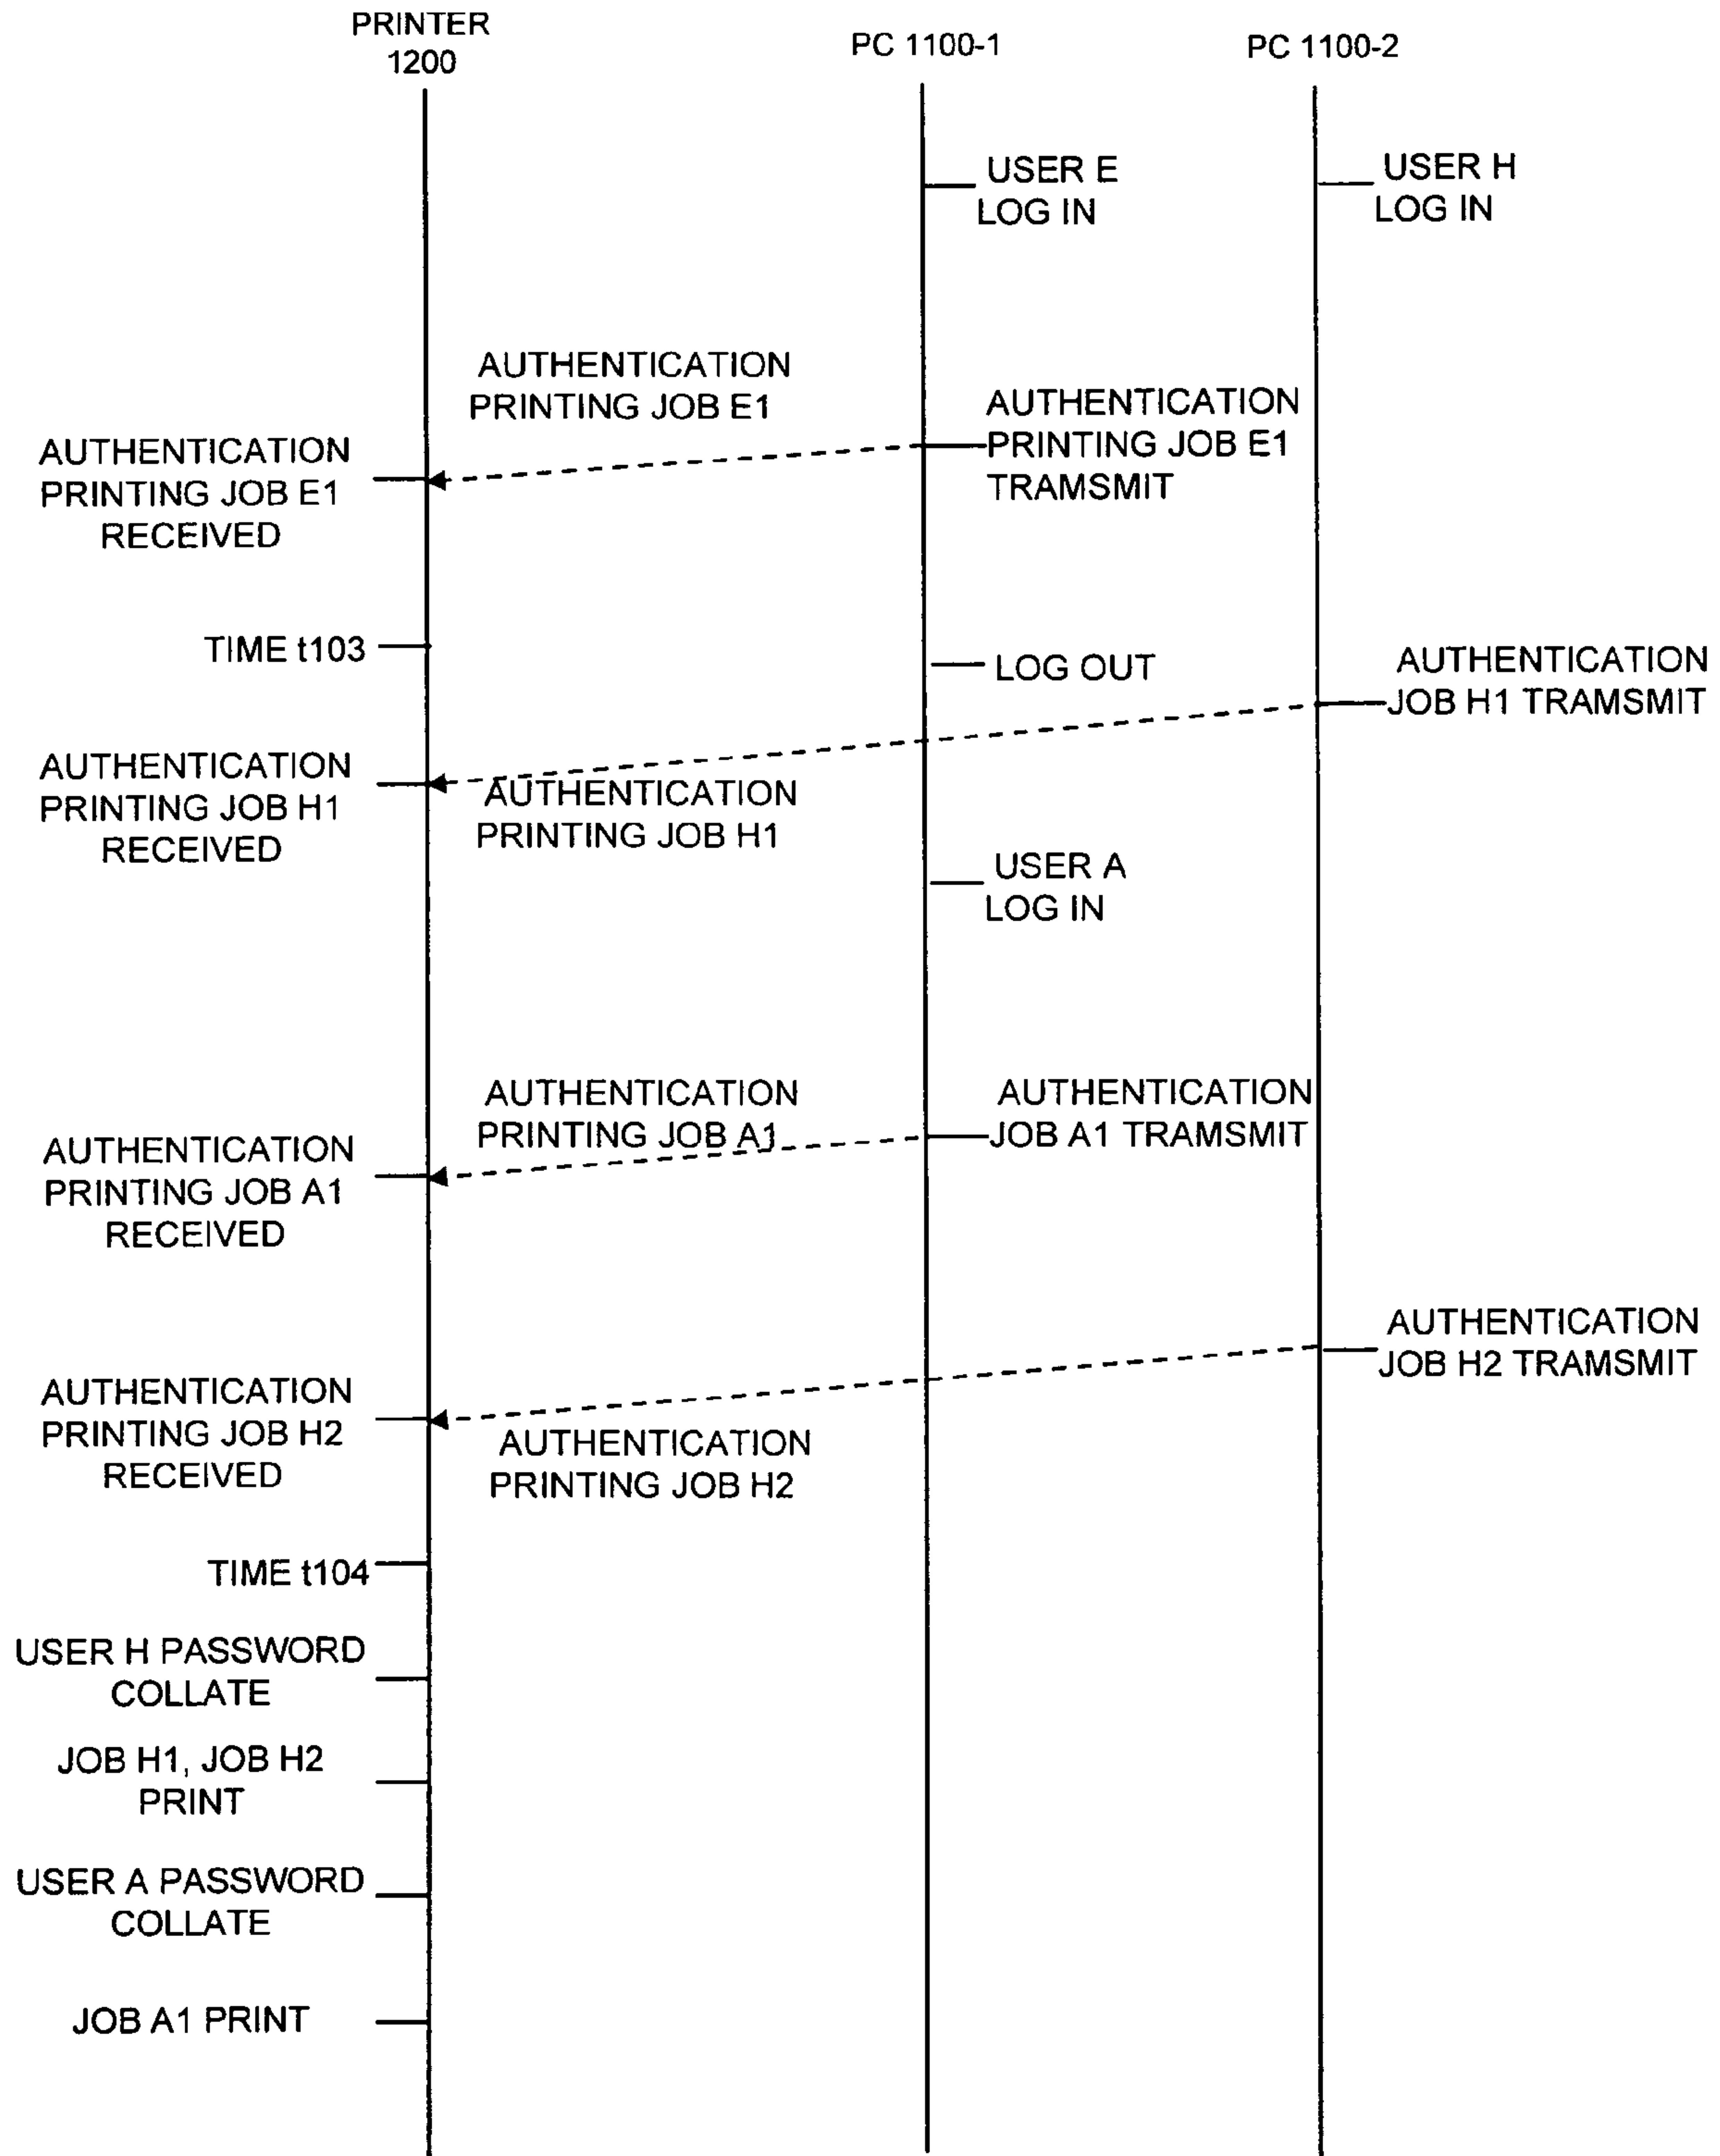 PRINTER
1200
PC 1100-1
PC 1100-2
USER E
LOG IN
USER H
LOG IN
AUTHENTICATION
PRINTING JOB E1
AUTHENTICATION
PRINTING JOB E1
TRAMSMIT
AUTHENTICATION
PRINTING JOB E1
RECEIVED
TIME t103
LOG OUT
AUTHENTICATION
JOB H1 TRAMSMIT
AUTHENTICATION
PRINTING JOB H1
RECEIVED
AUTHENTICATION
PRINTING JOB H1
USER A
LOG IN
AUTHENTICATION
PRINTING JOB A1
AUTHENTICATION
JOB A1 TRAMSMIT
AUTHENTICATION
PRINTING JOB A1
RECEIVED
AUTHENTICATION
JOB H2 TRAMSMIT
AUTHENTICATION
PRINTING JOB H2
RECEIVED
AUTHENTICATION
PRINTING JOB H2
TIME t104
USER H PASSWORD
COLLATE
JOB H1, JOB H2
PRINT
USER A PASSWORD
COLLATE
JOB A1 PRINT